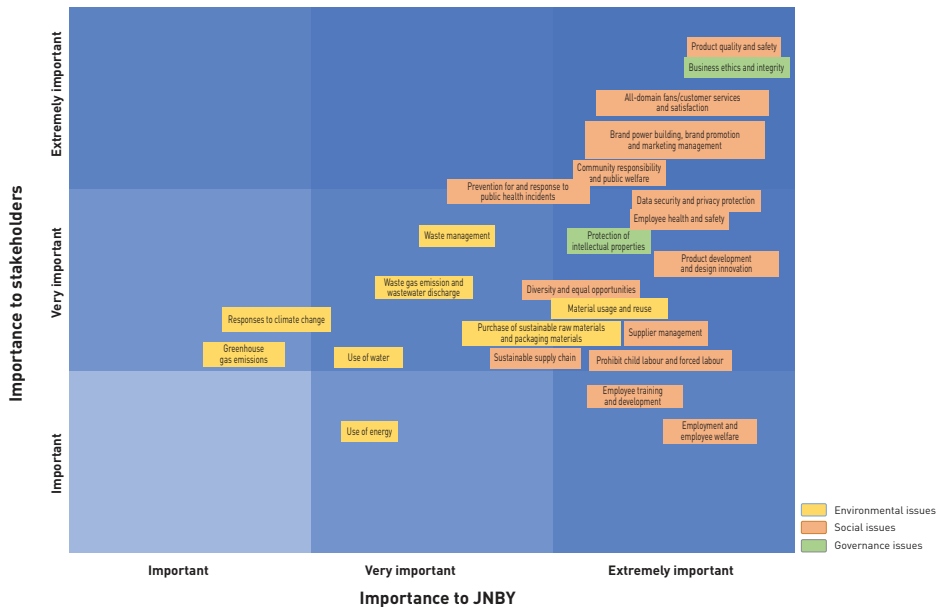 Importance to stakeholders
Extremely important
Very important
Important
Product quality and safety
Business ethics and integrity
All-domain fans/customer services
and satisfaction
Brand power building, brand promotion
and marketing management
Community responsibility
and public welfare
Prevention for and response to
public health incidents
Data security and privacy protection
Employee health and safety
Waste management
Protection of
intellectual properties
Product development
and design innovation
Waste gas emission and
wastewater discharge
Diversity and equal opportunities
Material usage and reuse
Responses to climate change
Purchase of sustainable raw materials
and packaging materials
Supplier management
Greenhouse
gas emissions
Use of water
Sustainable supply chain
Prohibit child labour and forced labour
Employee training
and development
Use of energy
Employment and
employee welfare
Environmental issues
Social issues
Governance issues
Important
Very important
Extremely important
Importance to JNBY